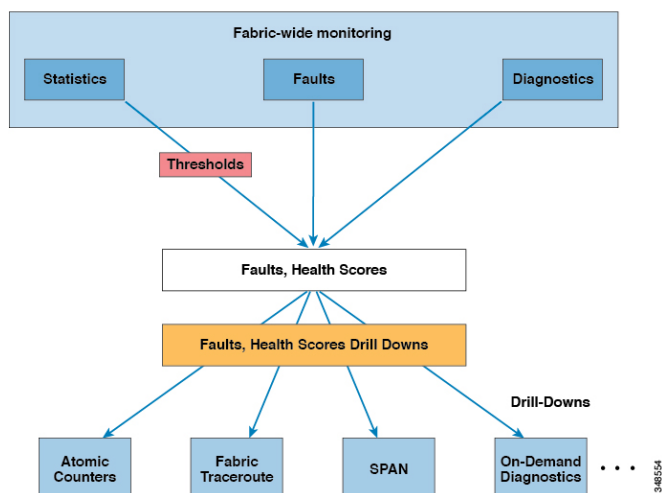 Fabric-wide monitoring
Statistics
Faults
Diagnostics
Thresholds
Faults, Health Scores
Faults, Health Scores Drill Downs
Drill-Downs
Atomic
Counters
Fabric
Traceroute
SPAN
On-Demand
Diagnostics
• • •
348554